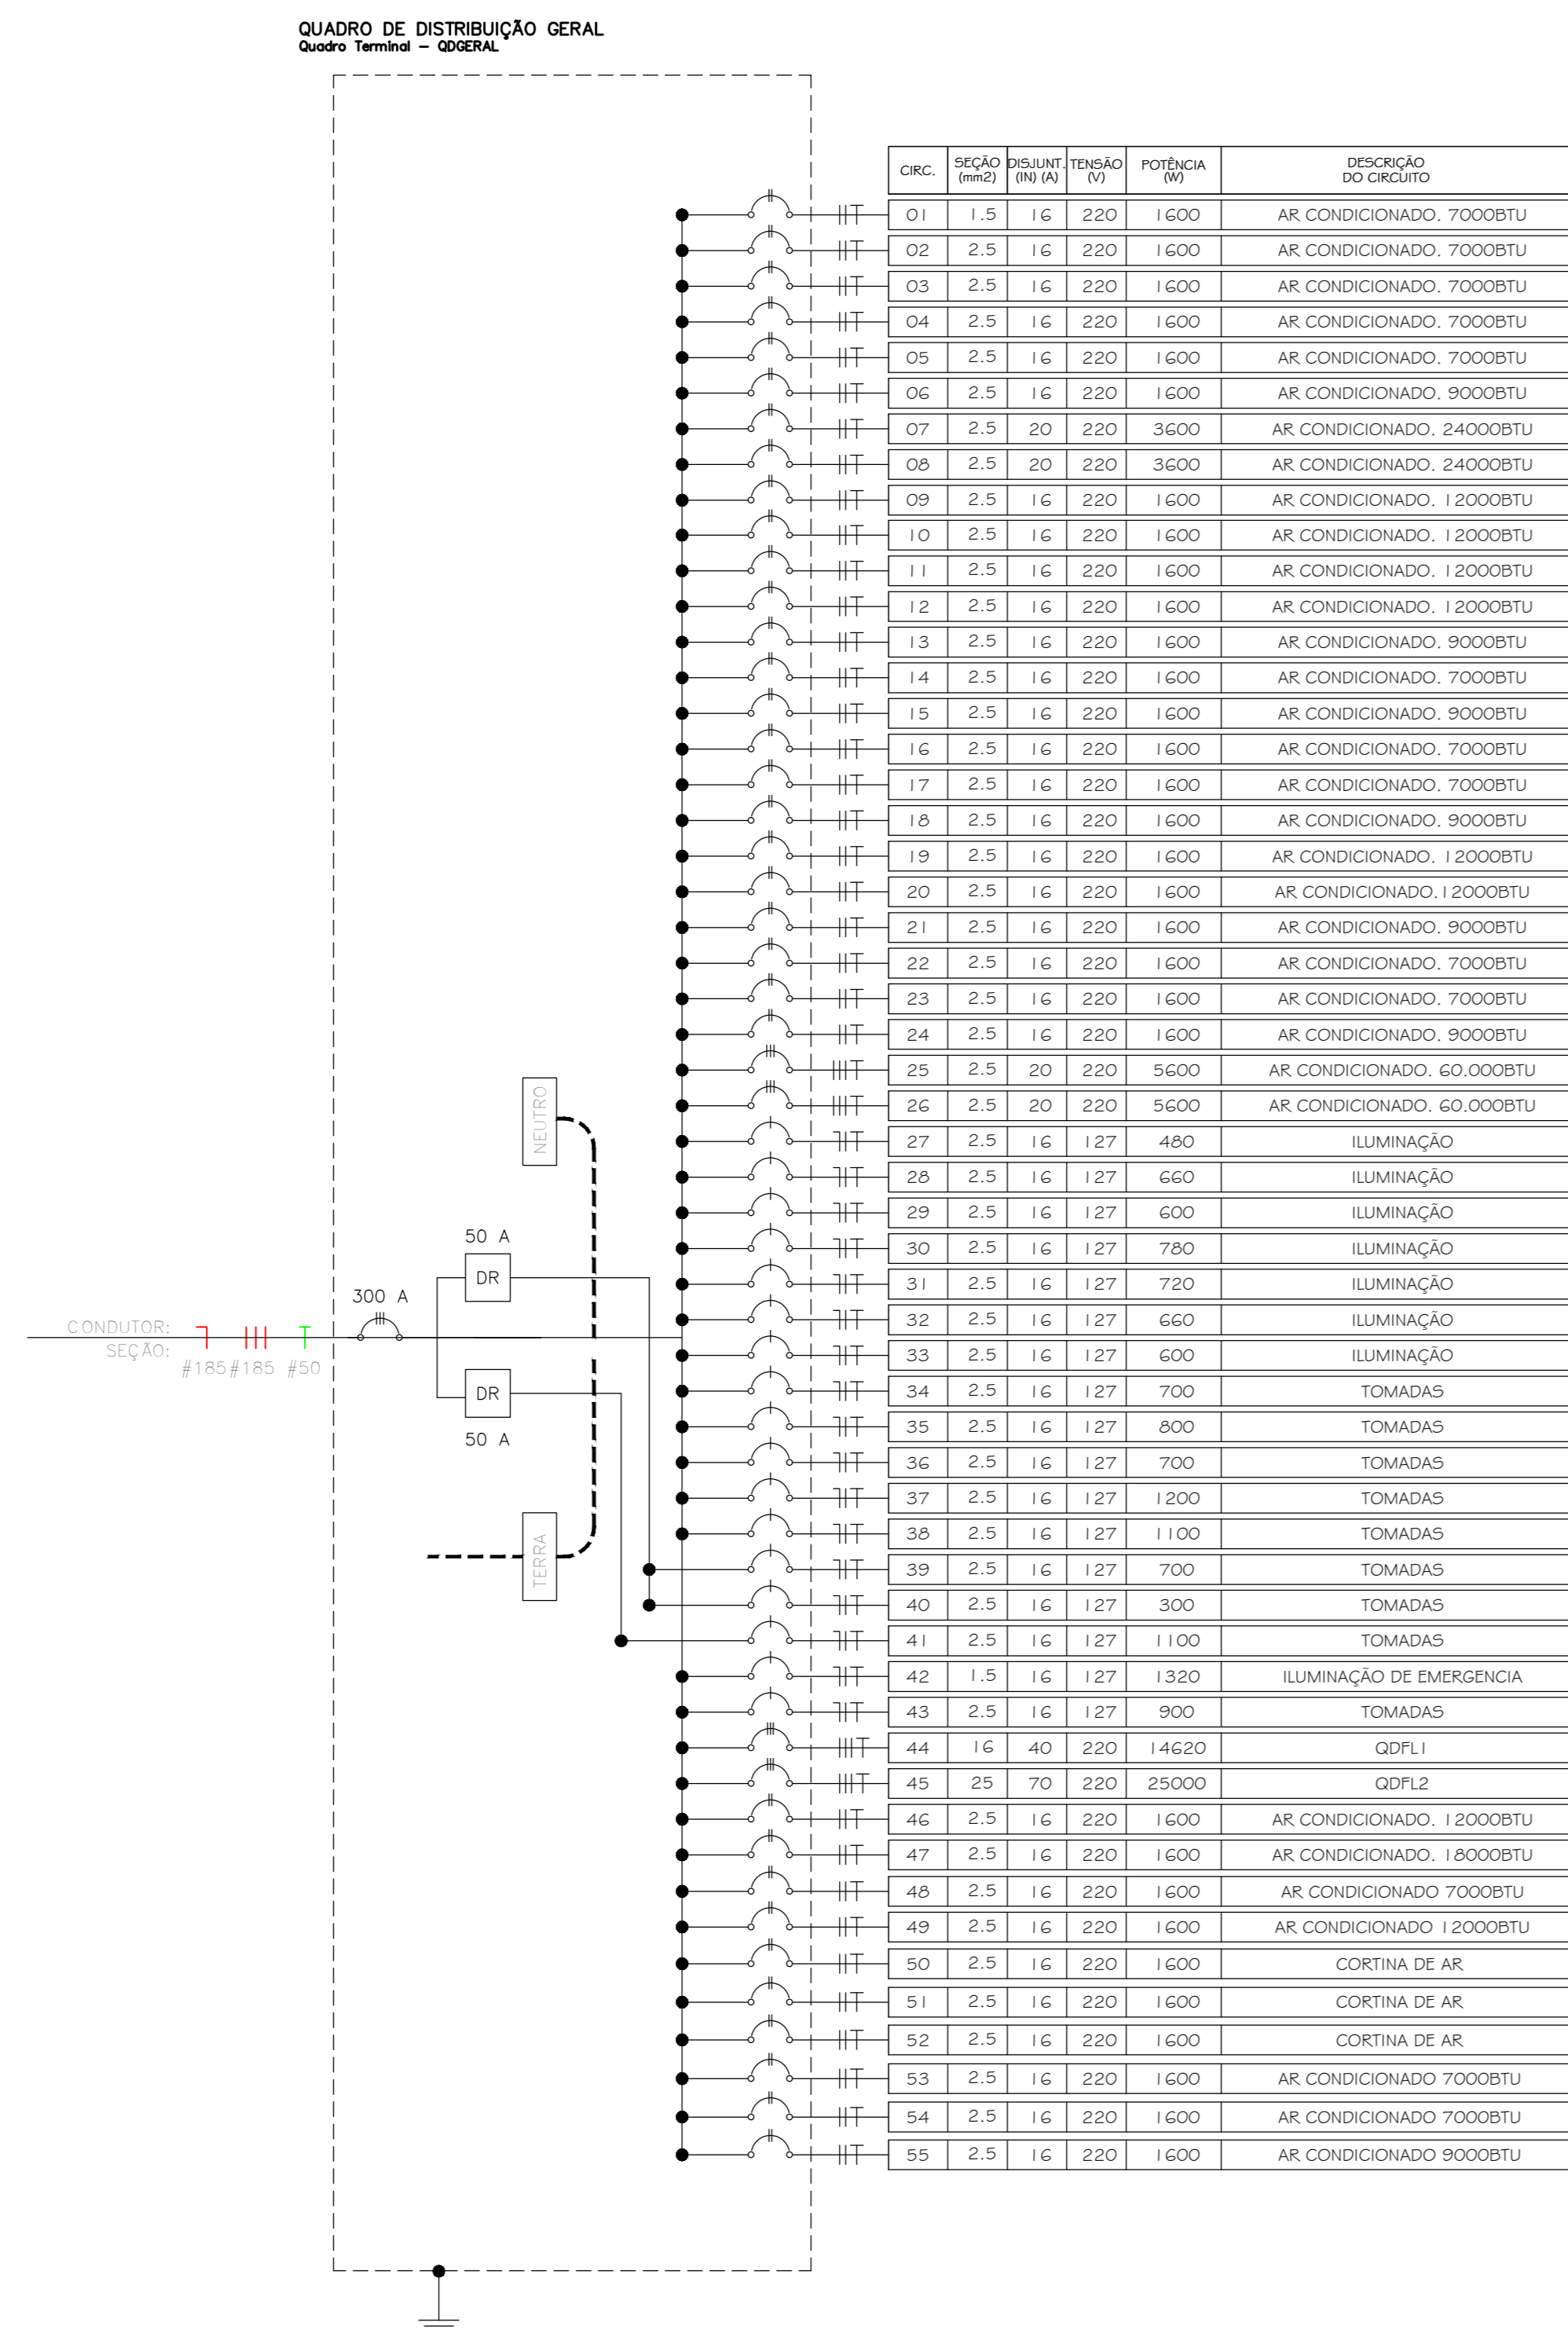 QUADRO DE DISTRIBUIÇÃO GERAL
Quadro Terminal – QDGERAL
CIRC. SEÇÃO (mm2) DISJUNT. (IN) (A) TENSÃO (V) POTÊNCIA (W) DESCRIÇÃO DO CIRCUITO
01 1.5 16 220 1600 AR CONDICIONADO. 7000BTU
02 2.5 16 220 1600 AR CONDICIONADO. 7000BTU
03 2.5 16 220 1600 AR CONDICIONADO. 7000BTU
04 2.5 16 220 1600 AR CONDICIONADO. 7000BTU
05 2.5 16 220 1600 AR CONDICIONADO. 7000BTU
06 2.5 16 220 1600 AR CONDICIONADO. 9000BTU
07 2.5 20 220 3600 AR CONDICIONADO. 24000BTU
08 2.5 20 220 3600 AR CONDICIONADO. 24000BTU
09 2.5 16 220 1600 AR CONDICIONADO. 12000BTU
10 2.5 16 220 1600 AR CONDICIONADO. 12000BTU
11 2.5 16 220 1600 AR CONDICIONADO. 12000BTU
12 2.5 16 220 1600 AR CONDICIONADO. 12000BTU
13 2.5 16 220 1600 AR CONDICIONADO. 9000BTU
14 2.5 16 220 1600 AR CONDICIONADO. 7000BTU
15 2.5 16 220 1600 AR CONDICIONADO. 9000BTU
16 2.5 16 220 1600 AR CONDICIONADO. 7000BTU
17 2.5 16 220 1600 AR CONDICIONADO. 7000BTU
18 2.5 16 220 1600 AR CONDICIONADO. 9000BTU
19 2.5 16 220 1600 AR CONDICIONADO. 12000BTU
20 2.5 16 220 1600 AR CONDICIONADO.12000BTU
21 2.5 16 220 1600 AR CONDICIONADO. 9000BTU
22 2.5 16 220 1600 AR CONDICIONADO. 7000BTU
23 2.5 16 220 1600 AR CONDICIONADO. 7000BTU
24 2.5 16 220 1600 AR CONDICIONADO. 9000BTU
25 2.5 20 220 5600 AR CONDICIONADO. 60.000BTU
26 2.5 20 220 5600 AR CONDICIONADO. 60.000BTU
27 2.5 16 127 480 ILUMINAÇÃO
28 2.5 16 127 660 ILUMINAÇÃO
29 2.5 16 127 600 ILUMINAÇÃO
30 2.5 16 127 780 ILUMINAÇÃO
31 2.5 16 127 720 ILUMINAÇÃO
32 2.5 16 127 660 ILUMINAÇÃO
33 2.5 16 127 600 ILUMINAÇÃO
34 2.5 16 127 700 TOMADAS
35 2.5 16 127 800 TOMADAS
36 2.5 16 127 700 TOMADAS
37 2.5 16 127 1200 TOMADAS
38 2.5 16 127 1100 TOMADAS
39 2.5 16 127 700 TOMADAS
40 2.5 16 127 300 TOMADAS
41 2.5 16 127 1100 TOMADAS
42 1.5 16 127 1320 ILUMINAÇÃO DE EMERGENCIA
43 2.5 16 127 900 TOMADAS
44 16 40 220 14620 QDFL1
45 25 70 220 25000 QDFL2
46 2.5 16 220 1600 AR CONDICIONADO. 12000BTU
47 2.5 16 220 1600 AR CONDICIONADO. 18000BTU
48 2.5 16 220 1600 AR CONDICIONADO 7000BTU
49 2.5 16 220 1600 AR CONDICIONADO 12000BTU
50 2.5 16 220 1600 CORTINA DE AR
51 2.5 16 220 1600 CORTINA DE AR
52 2.5 16 220 1600 CORTINA DE AR
53 2.5 16 220 1600 AR CONDICIONADO 7000BTU
54 2.5 16 220 1600 AR CONDICIONADO 7000BTU
55 2.5 16 220 1600 AR CONDICIONADO 9000BTU
NEUTRO
50 A
DR
300 A
CONDUTOR:
SEÇÃO:
#185 #185 #50
DR
50 A
TERRA